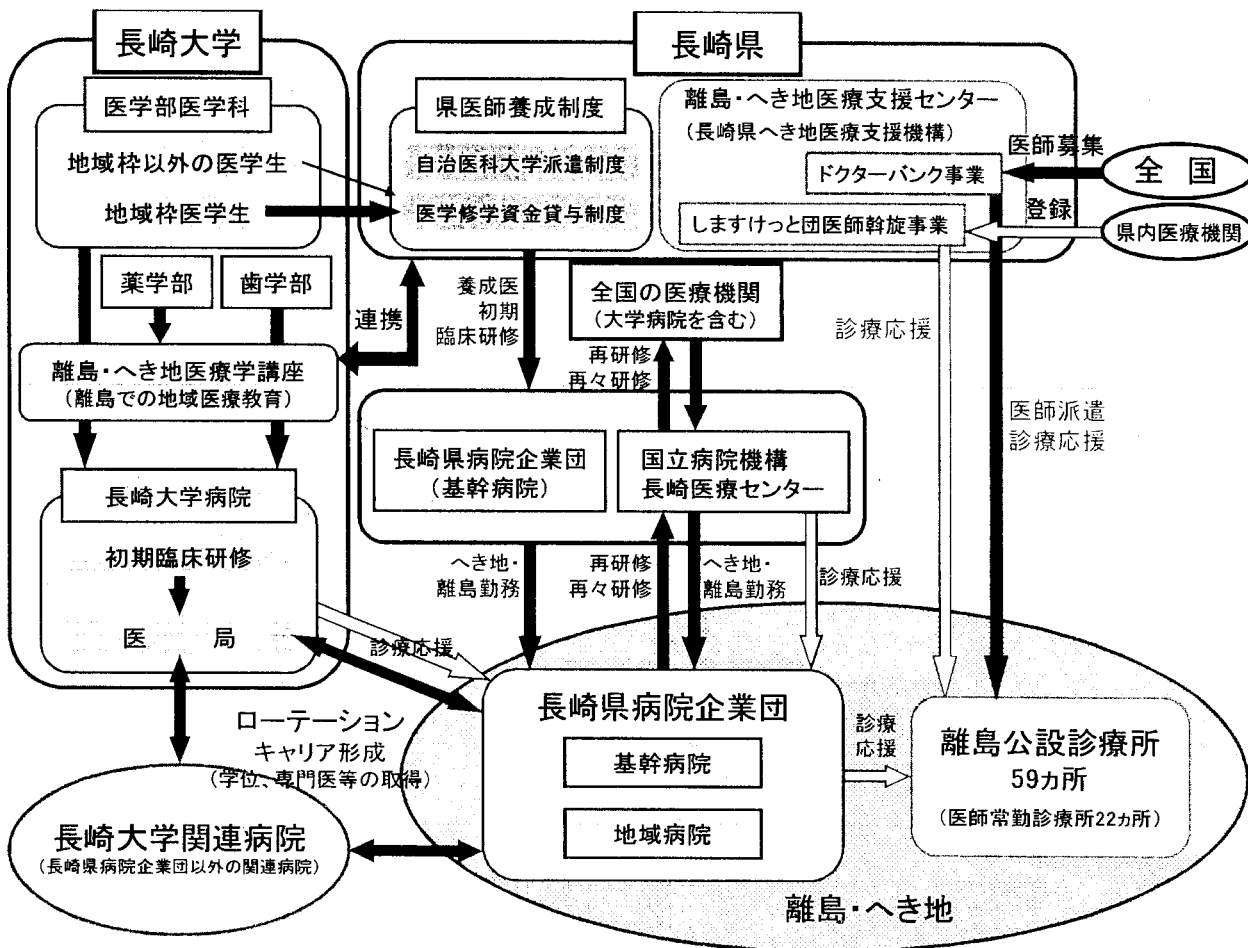 長崎大学
医学部医学科
地域枠以外の医学生
地域枠医学生
薬学部
歯学部
離島・へき地医療学講座
(離島での地域医療教育)
長崎大学病院
初期臨床研修
医 局
連携
長崎県
県医師養成制度
自治医科大学派遣制度
医学修学資金貸与制度
離島・へき地医療支援センター
(長崎県へき地医療支援機構)
ドクターバンク事業
しますけっと団医師斡旋事業
医師募集
全 国
登録
県内医療機関
養成医
初期
臨床研修
全国の医療機関
(大学病院を含む)
再研修
再々研修
診療応援
医師派遣
診療応援
長崎県病院企業団
(基幹病院)
国立病院機構
長崎医療センター
へき地・
離島勤務
再研修
再々研修
へき地・
離島勤務
診療応援
診療応援
ローテーション
キャリア形成
(学位、専門医等の取得)
長崎大学関連病院
(長崎県病院企業団以外の関連病院)
長崎県病院企業団
基幹病院
地域病院
診療
応援
離島公設診療所
59ヵ所
(医師常勤診療所22ヵ所)
離島・へき地